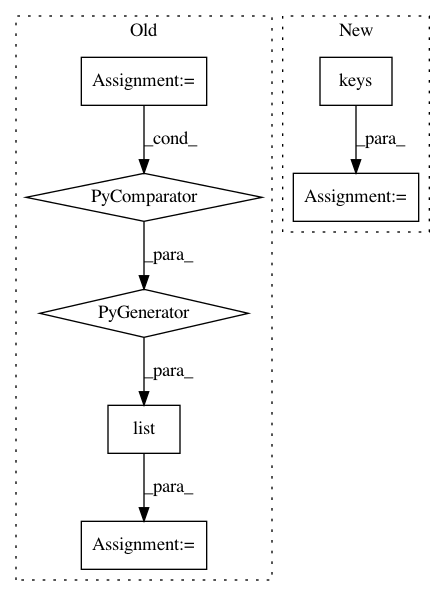 Old
Assignment:=
_cond_
PyComparator
_para_
PyGenerator
_para_
list
_para_
Assignment:=
New
keys
_para_
Assignment:=